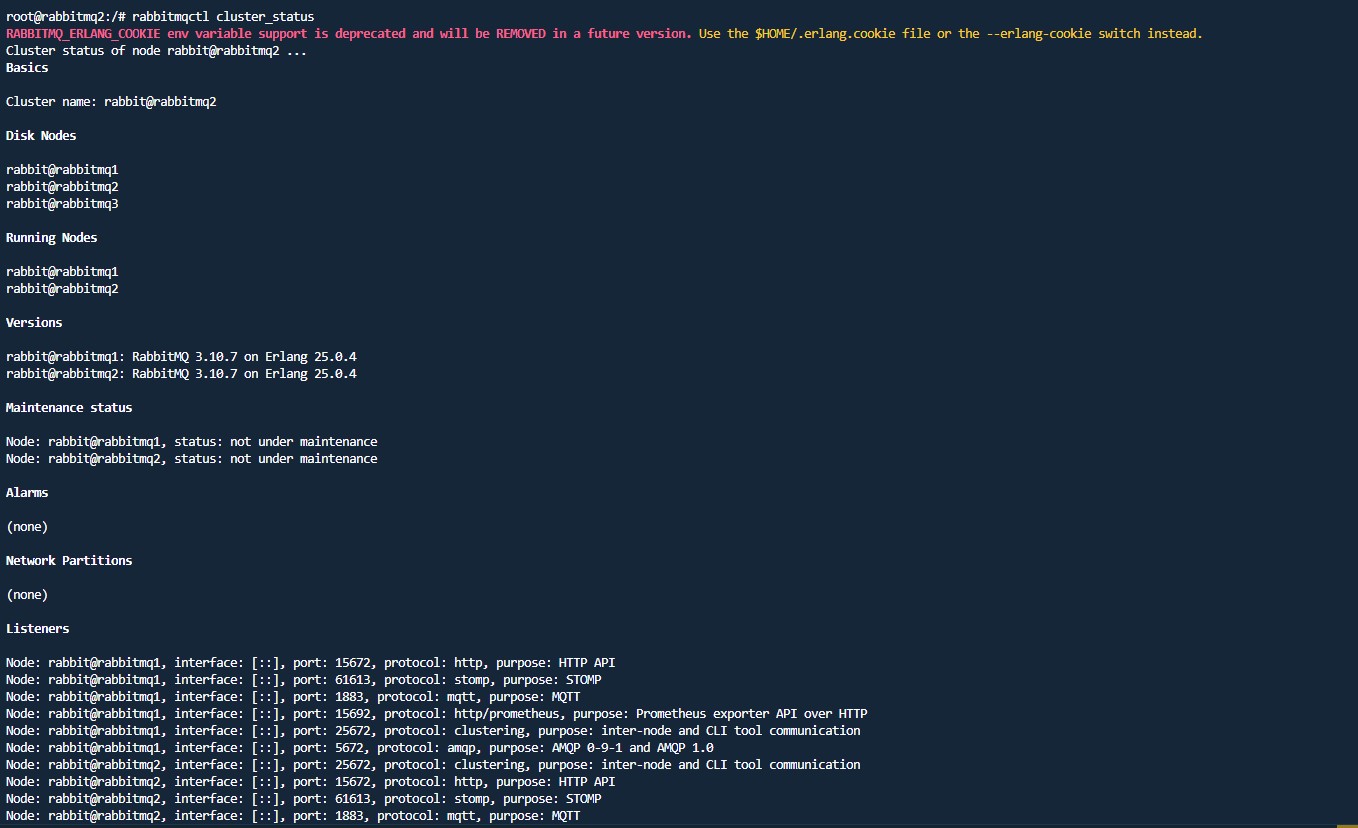 root@rabbitmq2:/# rabbitmqctl cluster_status
RABBITMQ_ERLANG_COOKIE env variable support is deprecated and will be REMOVED in a future version. Use the $HOME/.erlang.cookie file or the --erlang-cookie switch instead.
Cluster status of node rabbit@rabbitmq2 ...
Basics
Cluster name: rabbit@rabbitmq2
Disk Nodes
rabbit@rabbitmq1
rabbit@rabbitmq2
rabbit@rabbitmq3
Running Nodes
rabbit@rabbitmq1
rabbit@rabbitmq2
Versions
rabbit@rabbitmq1: RabbitMQ 3.10.7 on Erlang 25.0.4
rabbit@rabbitmq2: RabbitMQ 3.10.7 on Erlang 25.0.4
Maintenance status
Node: rabbit@rabbitmq1, status: not under maintenance
Node: rabbit@rabbitmq2, status: not under maintenance
Alarms
(none)
Network Partitions
(none)
Listeners
Node: rabbit@rabbitmq1, interface: [::], port: 15672, protocol: http, purpose: HTTP API
Node: rabbit@rabbitmq1, interface: [::], port: 61613, protocol: stomp, purpose: STOMP
Node: rabbit@rabbitmq1, interface: [::], port: 1883, protocol: mqtt, purpose: MQTT
Node: rabbit@rabbitmq1, interface: [::], port: 15692, protocol: http/prometheus, purpose: Prometheus exporter API over HTTP
Node: rabbit@rabbitmq1, interface: [::], port: 25672, protocol: clustering, purpose: inter-node and CLI tool communication
Node: rabbit@rabbitmq1, interface: [::], port: 5672, protocol: amqp, purpose: AMQP 0-9-1 and AMQP 1.0
Node: rabbit@rabbitmq2, interface: [::], port: 25672, protocol: clustering, purpose: inter-node and CLI tool communication
Node: rabbit@rabbitmq2, interface: [::], port: 15672, protocol: http, purpose: HTTP API
Node: rabbit@rabbitmq2, interface: [::], port: 61613, protocol: stomp, purpose: STOMP
Node: rabbit@rabbitmq2, interface: [::], port: 1883, protocol: mqtt, purpose: MQTT